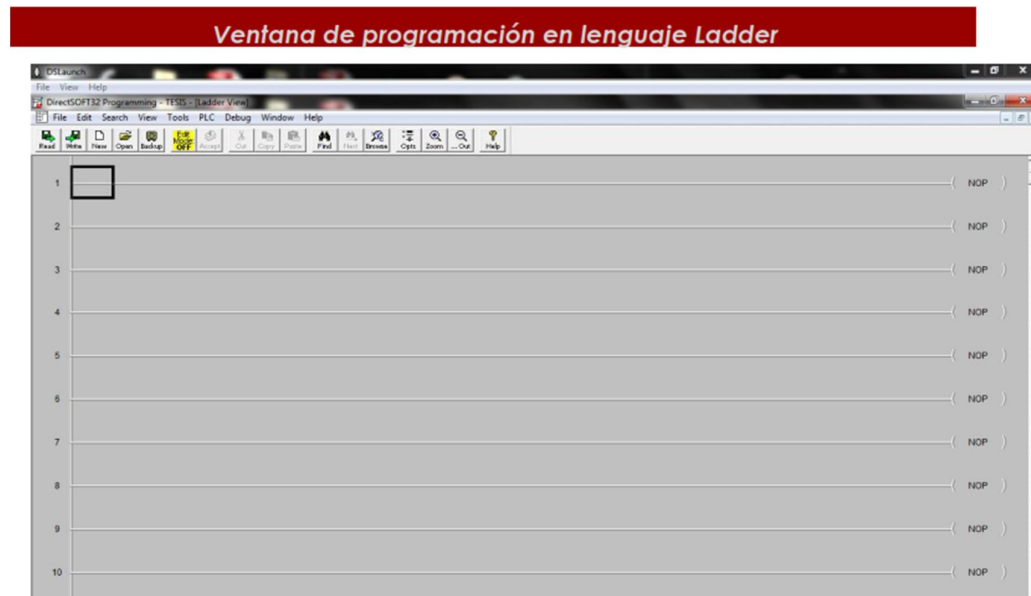 Ventana de programación en lenguaje Ladder
DSLaunch
File View Help
DirectSOFT32 Programming - TESIS - [Ladder View]
File Edit Search View Tools PLC Debug Window Help
Read Write New Open Backup Edit Mode OFF Accept Cut Copy Paste Find Next Browse Opts Zoom ...Out Help
1 ( NOP )
2 ( NOP )
3 ( NOP )
4 ( NOP )
5 ( NOP )
6 ( NOP )
7 ( NOP )
8 ( NOP )
9 ( NOP )
10 ( NOP )